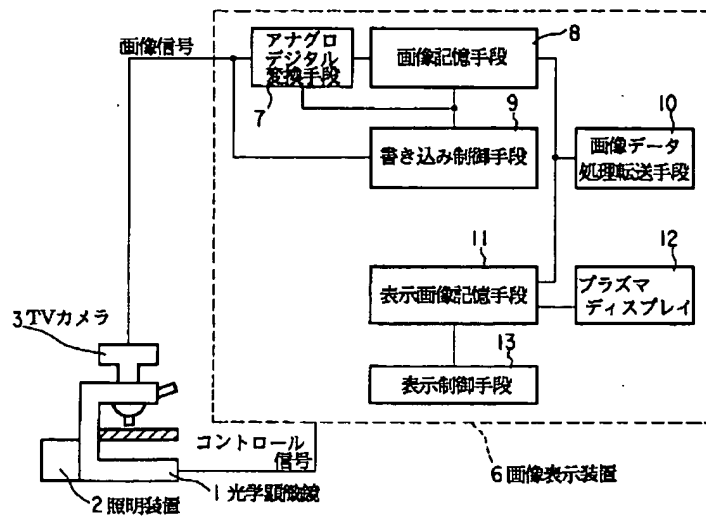 画像信号
アナグロ
デジタル
変換手段
7
画像記憶手段
8
9
書き込み制御手段
10
画像データ
処理転送手段
11
表示画像記憶手段
12
プラズマ
ディスプレイ
13
表示制御手段
3TVカメラ
コントロール
信号
2照明装置
1光学顕微鏡
6画像表示装置